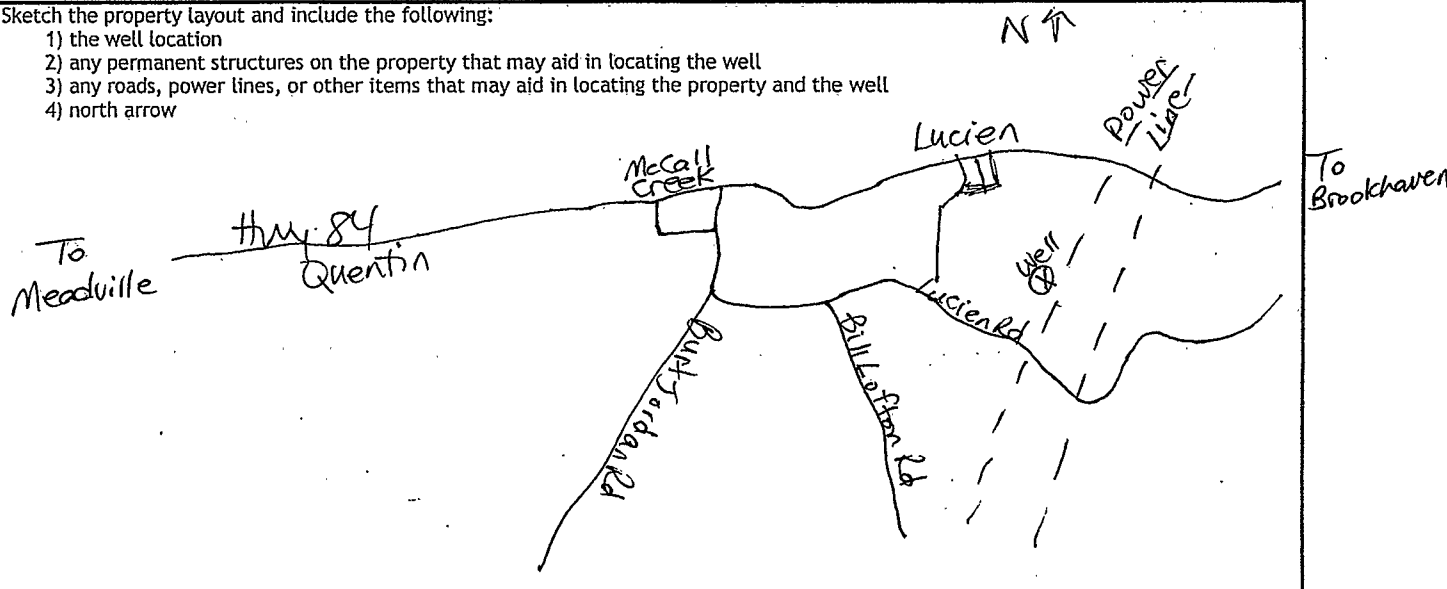 Sketch the property layout and include the following:
1) the well location
2) any permanent structures on the property that may aid in locating the well
3) any roads, power lines, or other items that may aid in locating the property and the well
4) north arrow
N
Power
Line
Lucien
McCall
Creek
To
Brookhaven
Hwy 84
To
Meadville
Quentin
Well
Lucien Rd
Burt Jordan Rd
Bill Lofton Rd